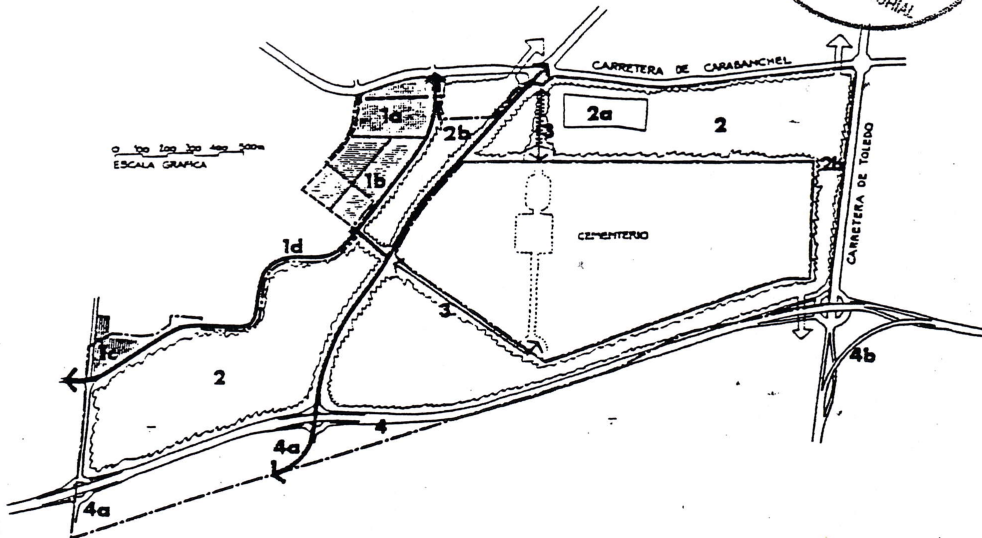 CARRETERA DE CARABANCHEL
1a
2a
2
2b
3
0 100 200 300 400 500m
ESCALA GRAFICA
1b
CARRETERA DE TOLEDO
CEMENTERIO
1d
3
1c
2
4b
4
4a
4a